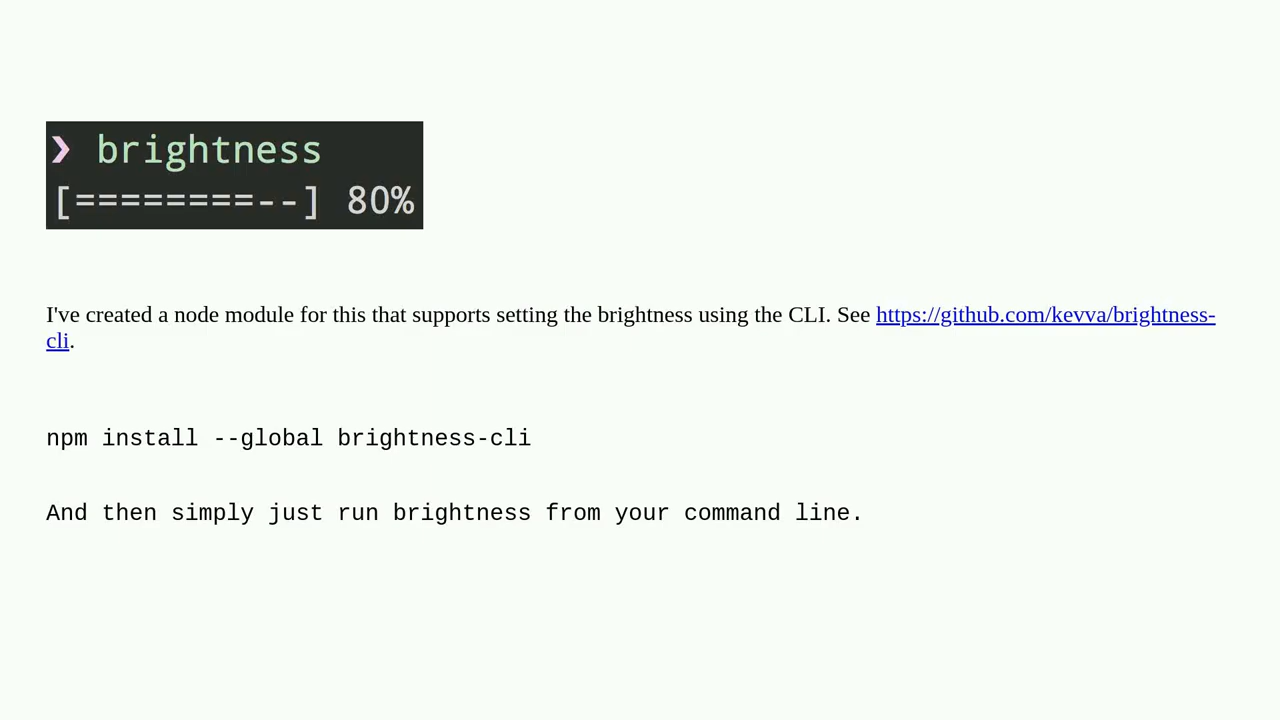 ❯ brightness
[========--] 80%
I've created a node module for this that supports setting the brightness using the CLI. See https://github.com/kevva/brightness-
cli.
npm install --global brightness-cli
And then simply just run brightness from your command line.